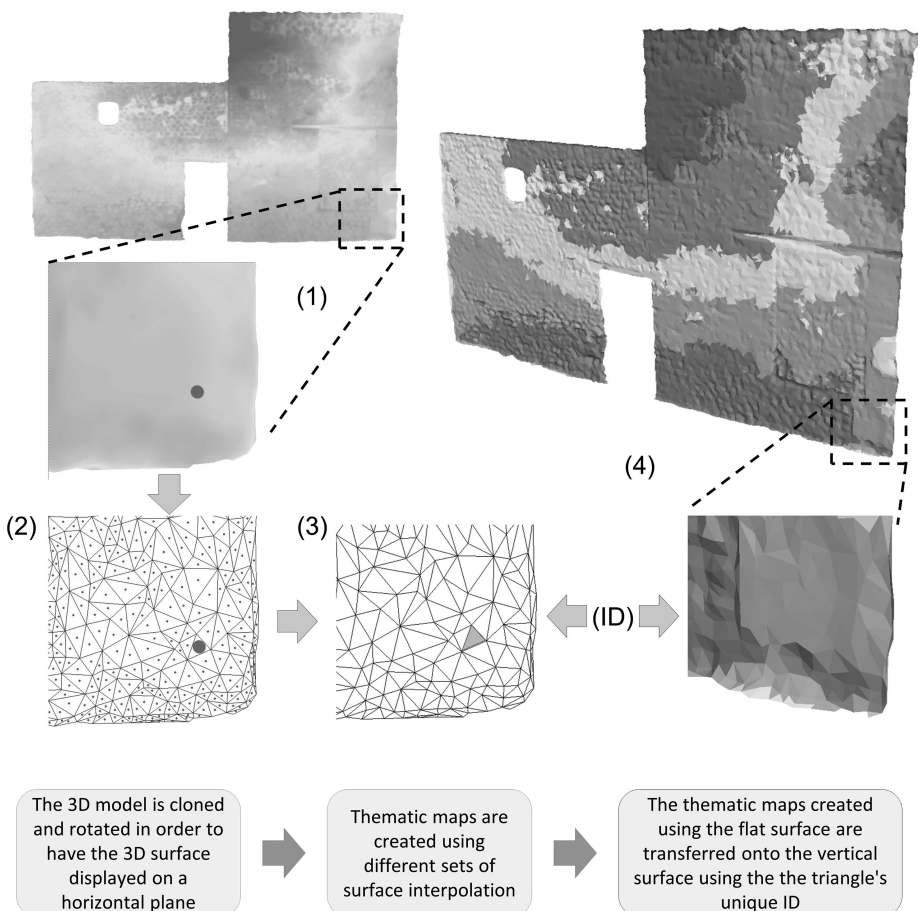 (1)
(4)
(2)
(3)
(ID)
The 3D model is cloned
and rotated in order to
have the 3D surface
displayed on a
horizontal plane
Thematic maps are
created using
different sets of
surface interpolation
The thematic maps created
using the flat surface are
transferred onto the vertical
surface using the the triangle's
unique ID